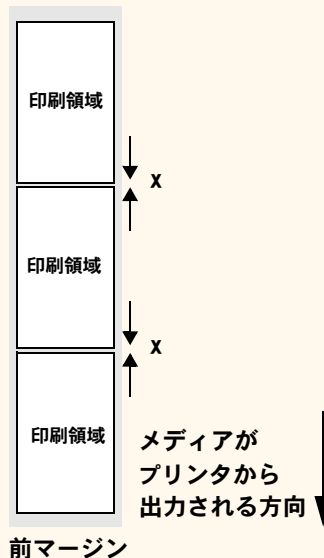 印刷領域
X
印刷領域
X
印刷領域
メディアが
プリンタから
出力される方向
前マージン